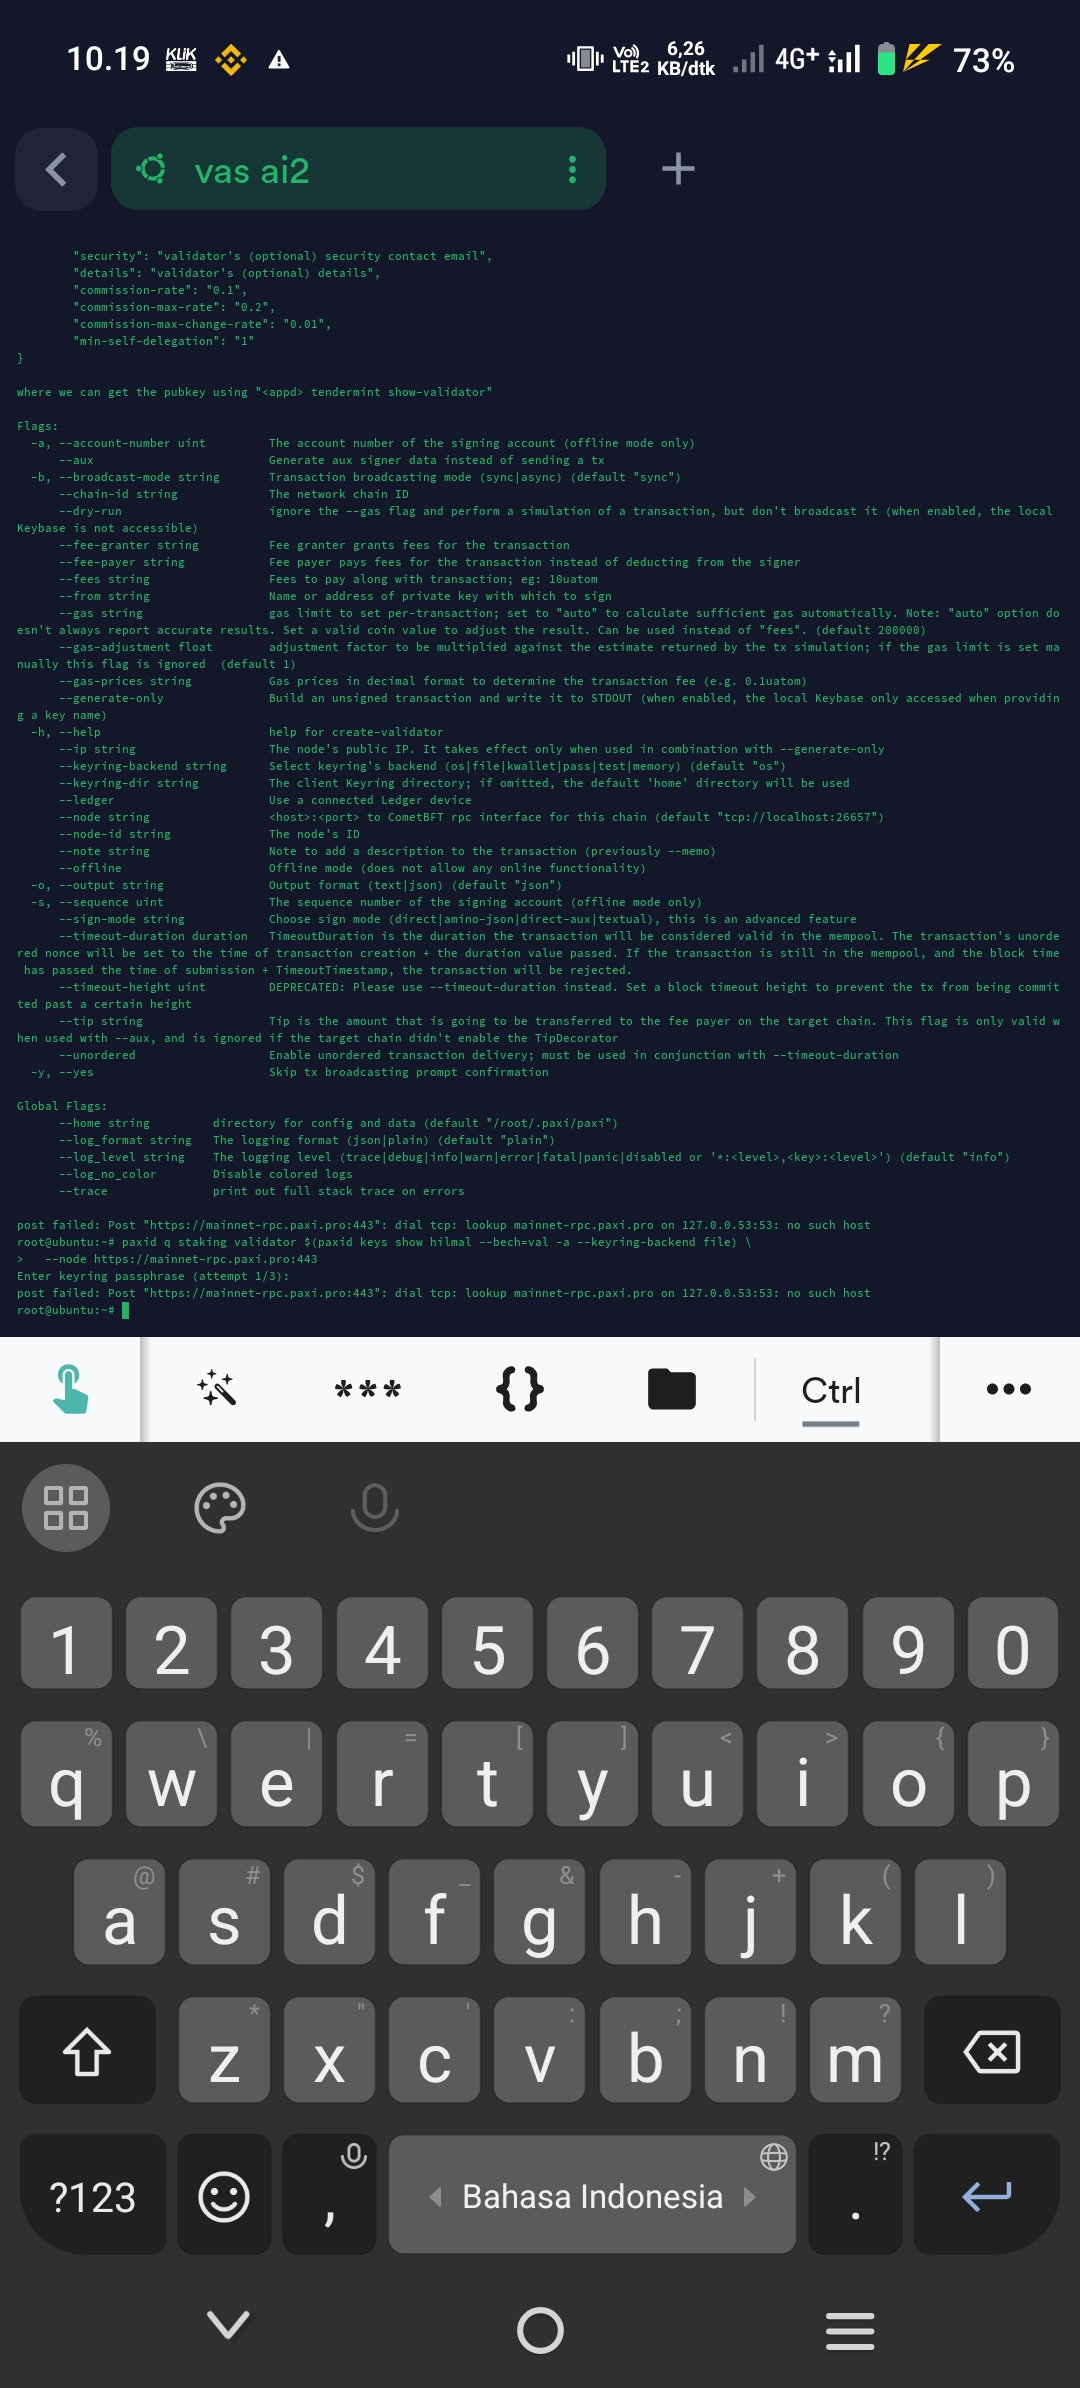 10.19 KLiK Vo) LTE2 6,26 KB/dtk 4G+ 73%
vas ai2
"security": "validator's (optional) security contact email",
"details": "validator's (optional) details",
"commission-rate": "0.1",
"commission-max-rate": "0.2",
"commission-max-change-rate": "0.01",
"min-self-delegation": "1"
}
where we can get the pubkey using "<appd> tendermint show-validator"
Flags:
-a, --account-number uint The account number of the signing account (offline mode only)
--aux Generate aux signer data instead of sending a tx
-b, --broadcast-mode string Transaction broadcasting mode (sync|async) (default "sync")
--chain-id string The network chain ID
--dry-run ignore the --gas flag and perform a simulation of a transaction, but don't broadcast it (when enabled, the local
Keybase is not accessible)
--fee-granter string Fee granter grants fees for the transaction
--fee-payer string Fee payer pays fees for the transaction instead of deducting from the signer
--fees string Fees to pay along with transaction; eg: 10uatom
--from string Name or address of private key with which to sign
--gas string gas limit to set per-transaction; set to "auto" to calculate sufficient gas automatically. Note: "auto" option do
esn't always report accurate results. Set a valid coin value to adjust the result. Can be used instead of "fees". (default 200000)
--gas-adjustment float adjustment factor to be multiplied against the estimate returned by the tx simulation; if the gas limit is set ma
nually this flag is ignored (default 1)
--gas-prices string Gas prices in decimal format to determine the transaction fee (e.g. 0.1uatom)
--generate-only Build an unsigned transaction and write it to STDOUT (when enabled, the local Keybase only accessed when providin
g a key name)
-h, --help help for create-validator
--ip string The node's public IP. It takes effect only when used in combination with --generate-only
--keyring-backend string Select keyring's backend (os|file|kwallet|pass|test|memory) (default "os")
--keyring-dir string The client Keyring directory; if omitted, the default 'home' directory will be used
--ledger Use a connected Ledger device
--node string <host>:<port> to CometBFT rpc interface for this chain (default "tcp://localhost:26657")
--node-id string The node's ID
--note string Note to add a description to the transaction (previously --memo)
--offline Offline mode (does not allow any online functionality)
-o, --output string Output format (text|json) (default "json")
-s, --sequence uint The sequence number of the signing account (offline mode only)
--sign-mode string Choose sign mode (direct|amino-json|direct-aux|textual), this is an advanced feature
--timeout-duration duration TimeoutDuration is the duration the transaction will be considered valid in the mempool. The transaction's unorde
red nonce will be set to the time of transaction creation + the duration value passed. If the transaction is still in the mempool, and the block time
has passed the time of submission + TimeoutTimestamp, the transaction will be rejected.
--timeout-height uint DEPRECATED: Please use --timeout-duration instead. Set a block timeout height to prevent the tx from being commit
ted past a certain height
--tip string Tip is the amount that is going to be transferred to the fee payer on the target chain. This flag is only valid w
hen used with --aux, and is ignored if the target chain didn't enable the TipDecorator
--unordered Enable unordered transaction delivery; must be used in conjunction with --timeout-duration
-y, --yes Skip tx broadcasting prompt confirmation
Global Flags:
--home string directory for config and data (default "/root/.paxi/paxi")
--log_format string The logging format (json|plain) (default "plain")
--log_level string The logging level (trace|debug|info|warn|error|fatal|panic|disabled or '*:<level>,<key>:<level>') (default "info")
--log_no_color Disable colored logs
--trace print out full stack trace on errors
post failed: Post "https://mainnet-rpc.paxi.pro:443": dial tcp: lookup mainnet-rpc.paxi.pro on 127.0.0.53:53: no such host
root@ubuntu:~# paxid q staking validator $(paxid keys show hilmal --bech=val -a --keyring-backend file) \
> --node https://mainnet-rpc.paxi.pro:443
Enter keyring passphrase (attempt 1/3):
post failed: Post "https://mainnet-rpc.paxi.pro:443": dial tcp: lookup mainnet-rpc.paxi.pro on 127.0.0.53:53: no such host
root@ubuntu:~#
*** {} Ctrl
1 2 3 4 5 6 7 8 9 0
% \ | = [ ] < > { }
q w e r t y u i o p
@ # $ _ & - + ( )
a s d f g h j k l
* " ' : ; ! ?
z x c v b n m
!?
?123 , Bahasa Indonesia .